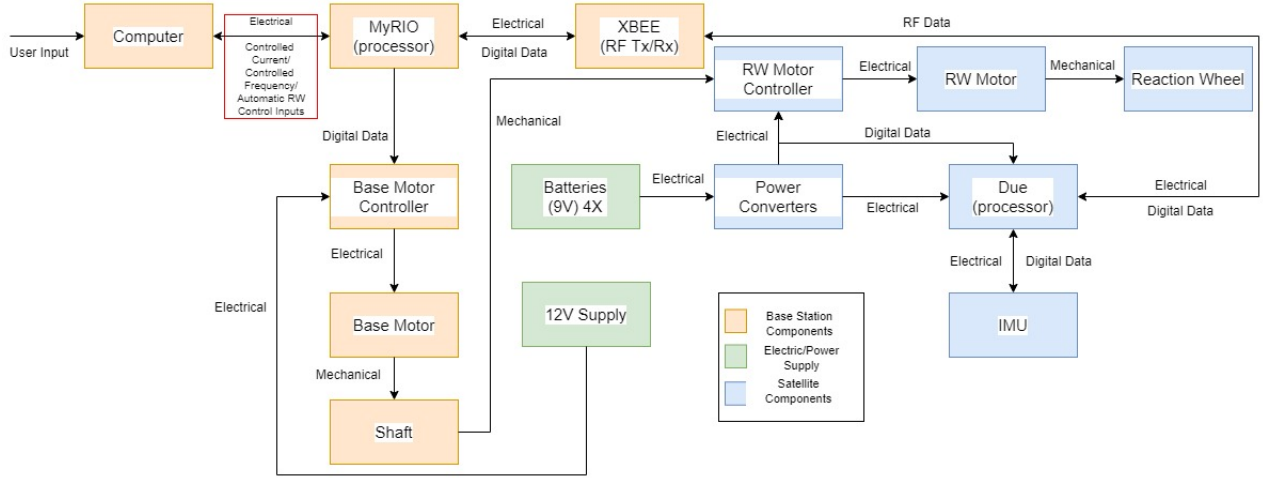 User Input
Computer
Electrical
Controlled
Current/
Controlled
Frequency/
Automatic RW
Control Inputs
MyRIO
(processor)
Electrical
Digital Data
XBEE
(RF Tx/Rx)
RF Data
RW Motor
Controller
Electrical
RW Motor
Mechanical
Reaction Wheel
Mechanical
Digital Data
Electrical
Digital Data
Base Motor
Controller
Batteries
(9V) 4X
Electrical
Power
Converters
Electrical
Due
(processor)
Electrical
Digital Data
Electrical
Electrical
Digital Data
Electrical
Base Motor
12V Supply
IMU
Mechanical
Shaft
Base Station
Components
Electric/Power
Supply
Satellite
Components